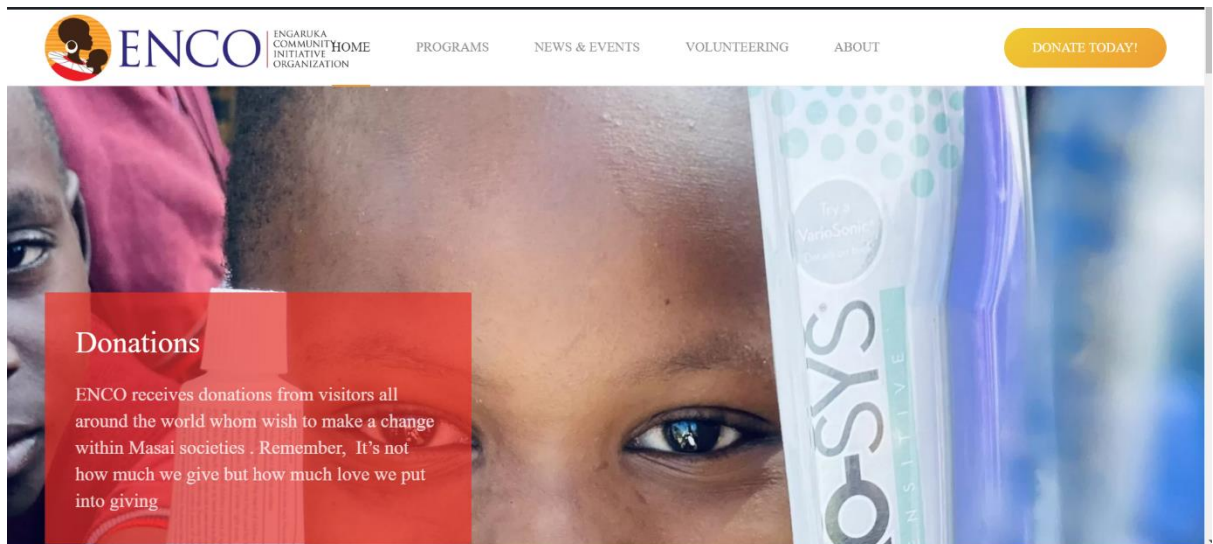 ENCO
ENGARUKA
COMMUNITY
INITIATIVE
ORGANIZATION
HOME PROGRAMS NEWS & EVENTS VOLUNTEERING ABOUT DONATE TODAY!
Try a
VarioSonic
SYS
Donations
ENCO receives donations from visitors all
around the world whom wish to make a change
within Masai societies . Remember,  It’s not
how much we give but how much love we put
into giving